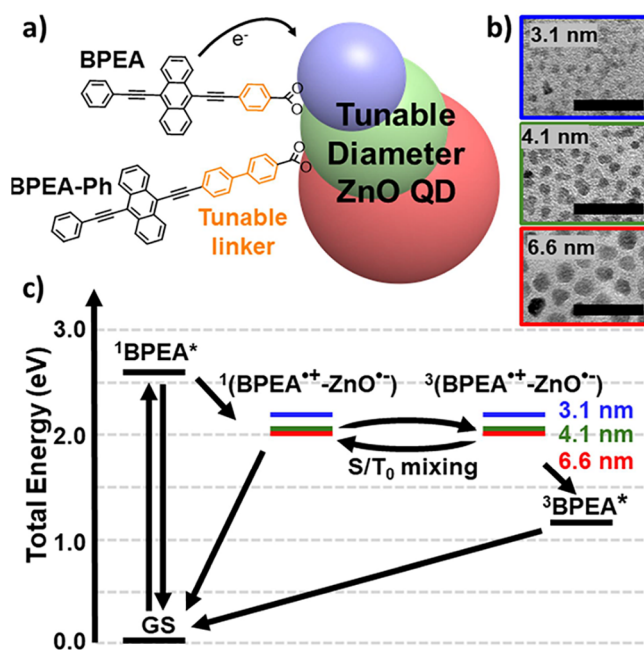 a)
BPEA
e-
O
O
BPEA-Ph
O
O
Tunable
linker
Tunable
Diameter
ZnO QD
b)
3.1 nm
4.1 nm
6.6 nm
c)
Total Energy (eV)
3.0
2.0
1.0
0.0
¹BPEA*
¹(BPEA•+-ZnO•-)
³(BPEA•+-ZnO•-)
3.1 nm
4.1 nm
6.6 nm
S/T₀ mixing
³BPEA*
GS